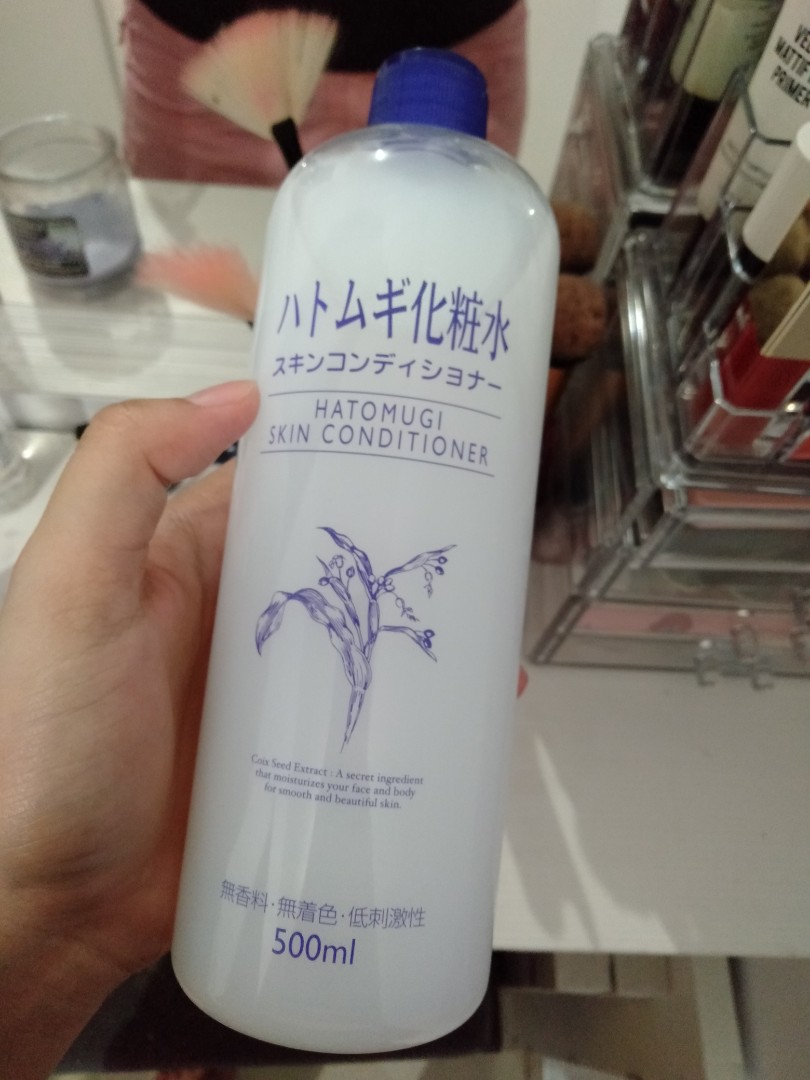 ハトムギ化粧水
スキンコンディショナー
HATOMUGI
SKIN CONDITIONER
Coix Seed Extract : A secret ingredient
that moisturizes your face and body
for smooth and beautiful skin.
無香料・無着色・低刺激性
500ml
MATTIF
PRIMER